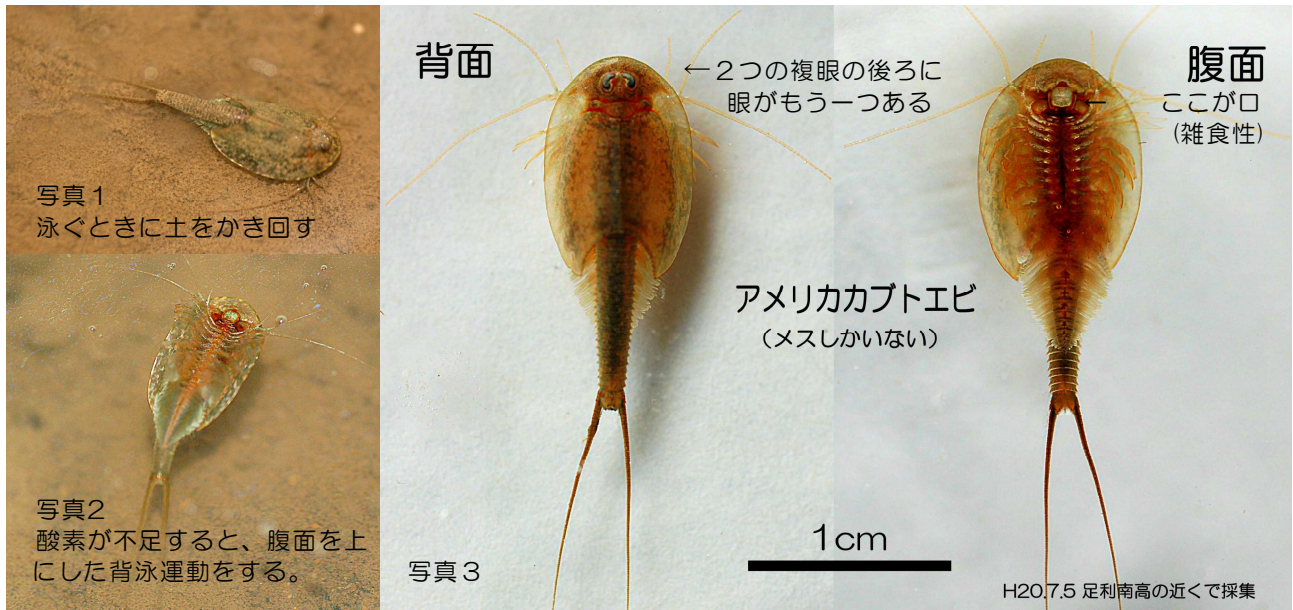 写真１
泳ぐときに土をかき回す
写真2
酸素が不足すると、腹面を上
にした背泳運動をする。
背面
←２つの複眼の後ろに
眼がもう一つある
腹面
←ここが口
(雑食性)
アメリカカブトエビ
（メスしかいない）
写真３
1cm
H20.7.5 足利南高の近くで採集